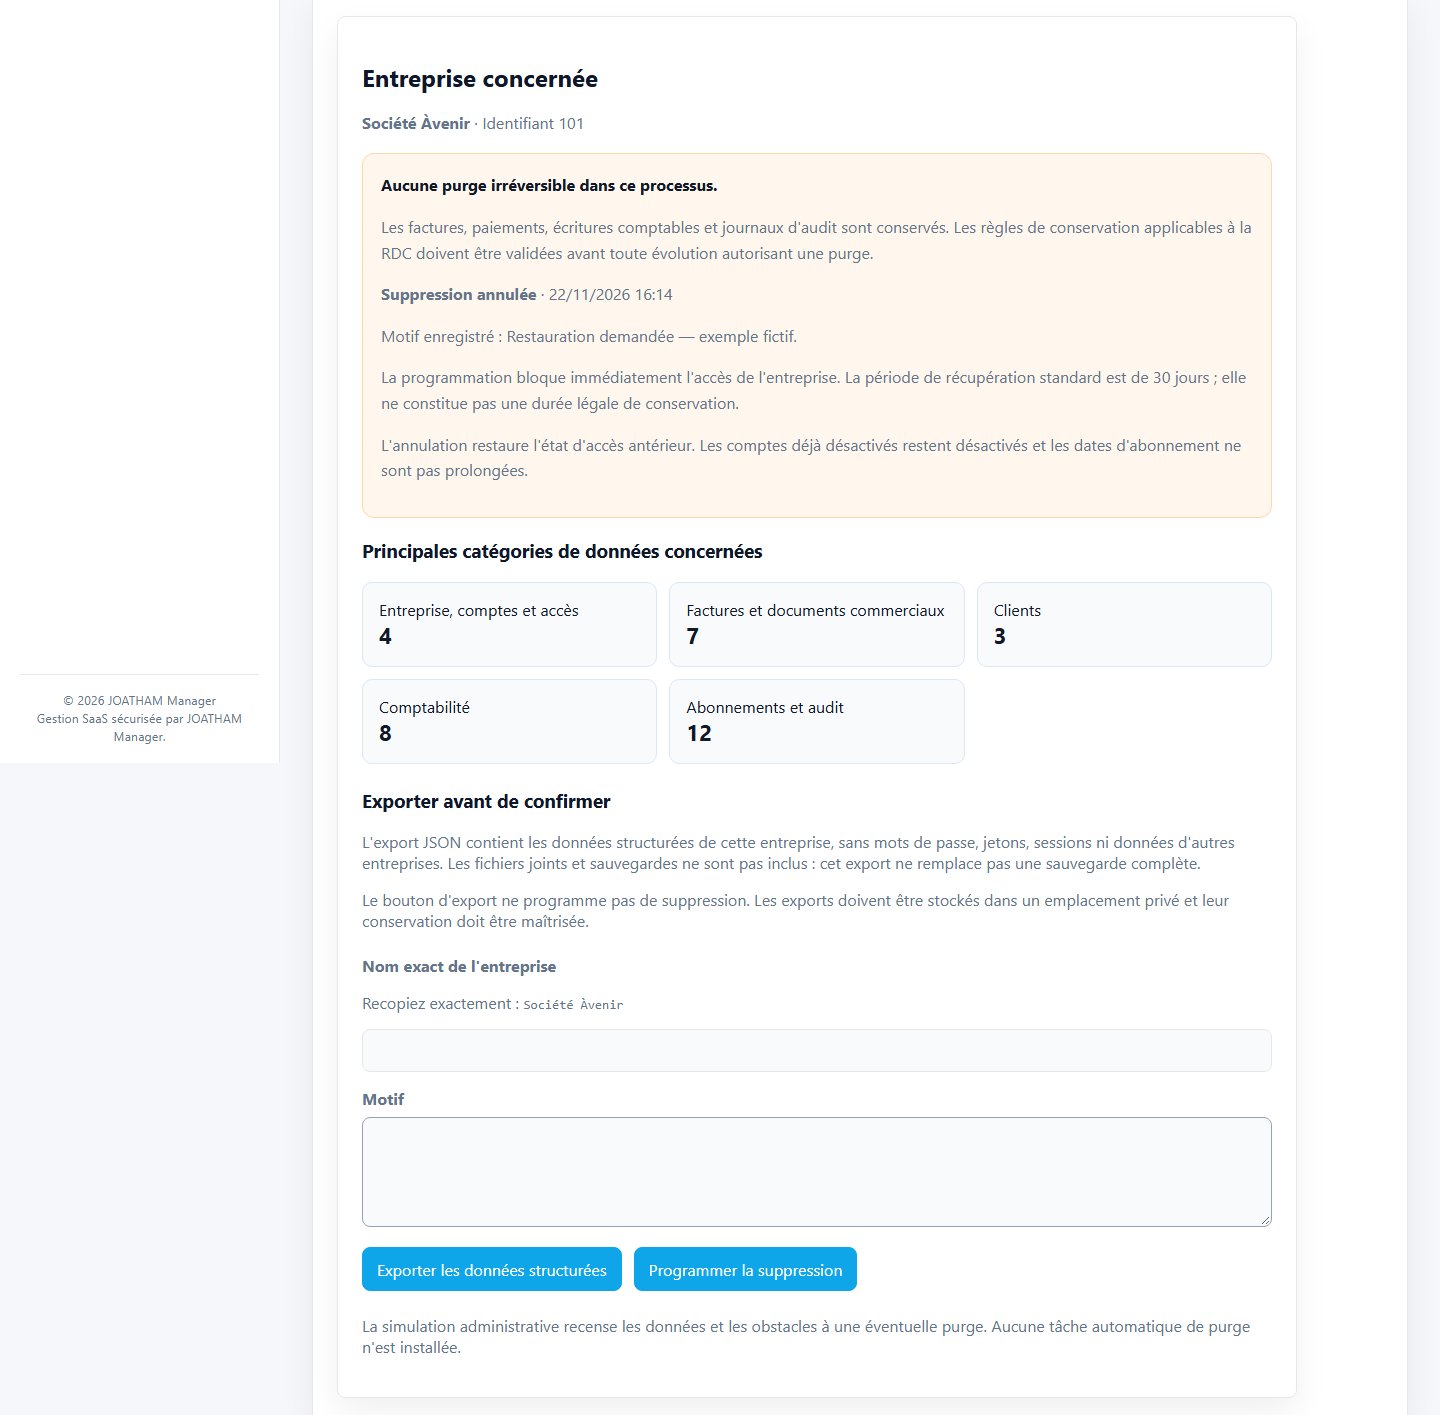 Entreprise concernée
Société Àvenir · Identifiant 101
Aucune purge irréversible dans ce processus.
Les factures, paiements, écritures comptables et journaux d'audit sont conservés. Les règles de conservation applicables à la
RDC doivent être validées avant toute évolution autorisant une purge.
Suppression annulée · 22/11/2026 16:14
Motif enregistré : Restauration demandée — exemple fictif.
La programmation bloque immédiatement l'accès de l'entreprise. La période de récupération standard est de 30 jours ; elle
ne constitue pas une durée légale de conservation.
L'annulation restaure l'état d'accès antérieur. Les comptes déjà désactivés restent désactivés et les dates d'abonnement ne
sont pas prolongées.
Principales catégories de données concernées
Entreprise, comptes et accès
4
Factures et documents commerciaux
7
Clients
3
Comptabilité
8
Abonnements et audit
12
Exporter avant de confirmer
L'export JSON contient les données structurées de cette entreprise, sans mots de passe, jetons, sessions ni données d'autres
entreprises. Les fichiers joints et sauvegardes ne sont pas inclus : cet export ne remplace pas une sauvegarde complète.
Le bouton d'export ne programme pas de suppression. Les exports doivent être stockés dans un emplacement privé et leur
conservation doit être maîtrisée.
Nom exact de l'entreprise
Recopiez exactement : Société Àvenir
Motif
Exporter les données structurées
Programmer la suppression
La simulation administrative recense les données et les obstacles à une éventuelle purge. Aucune tâche automatique de purge
n'est installée.
© 2026 JOATHAM Manager
Gestion SaaS sécurisée par JOATHAM
Manager.